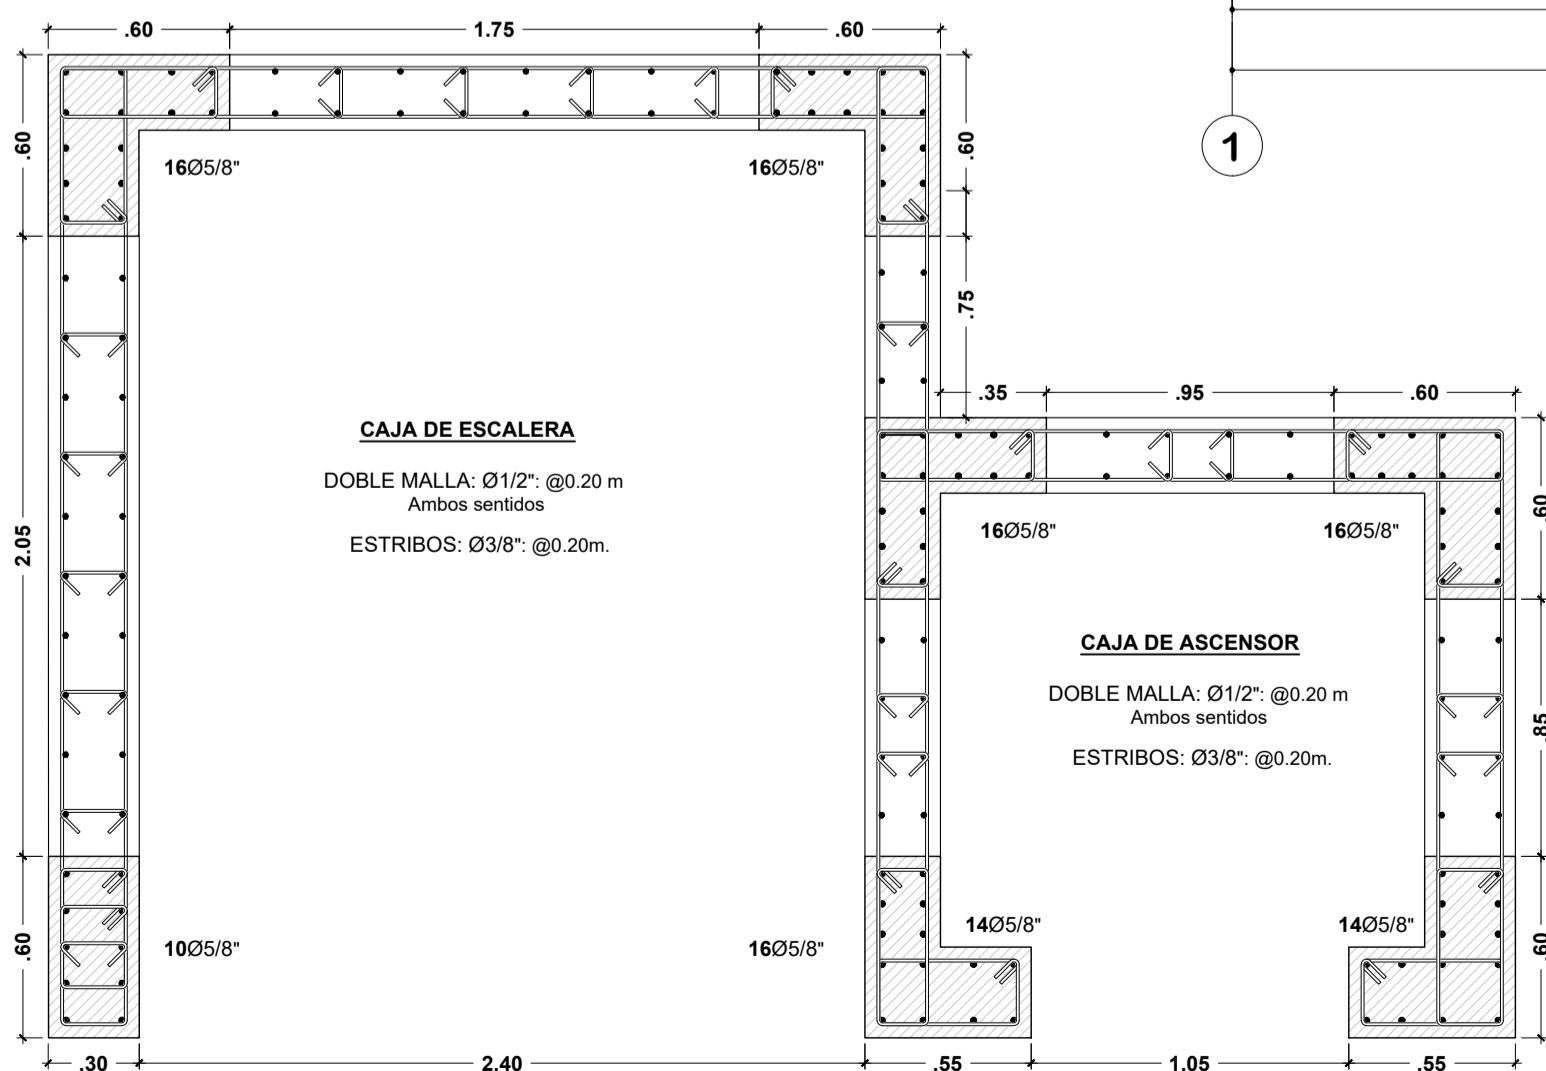 .60
1.75
.60
.60
.60
1
16Ø5/8"
16Ø5/8"
.75
.35
.95
.60
CAJA DE ESCALERA
DOBLE MALLA: Ø1/2": @0.20 m
Ambos sentidos
ESTRIBOS: Ø3/8": @0.20m.
2.05
16Ø5/8"
16Ø5/8"
.60
CAJA DE ASCENSOR
DOBLE MALLA: Ø1/2": @0.20 m
Ambos sentidos
ESTRIBOS: Ø3/8": @0.20m.
.85
.60
10Ø5/8"
16Ø5/8"
14Ø5/8"
14Ø5/8"
.60
.30
2.40
.55
1.05
.55